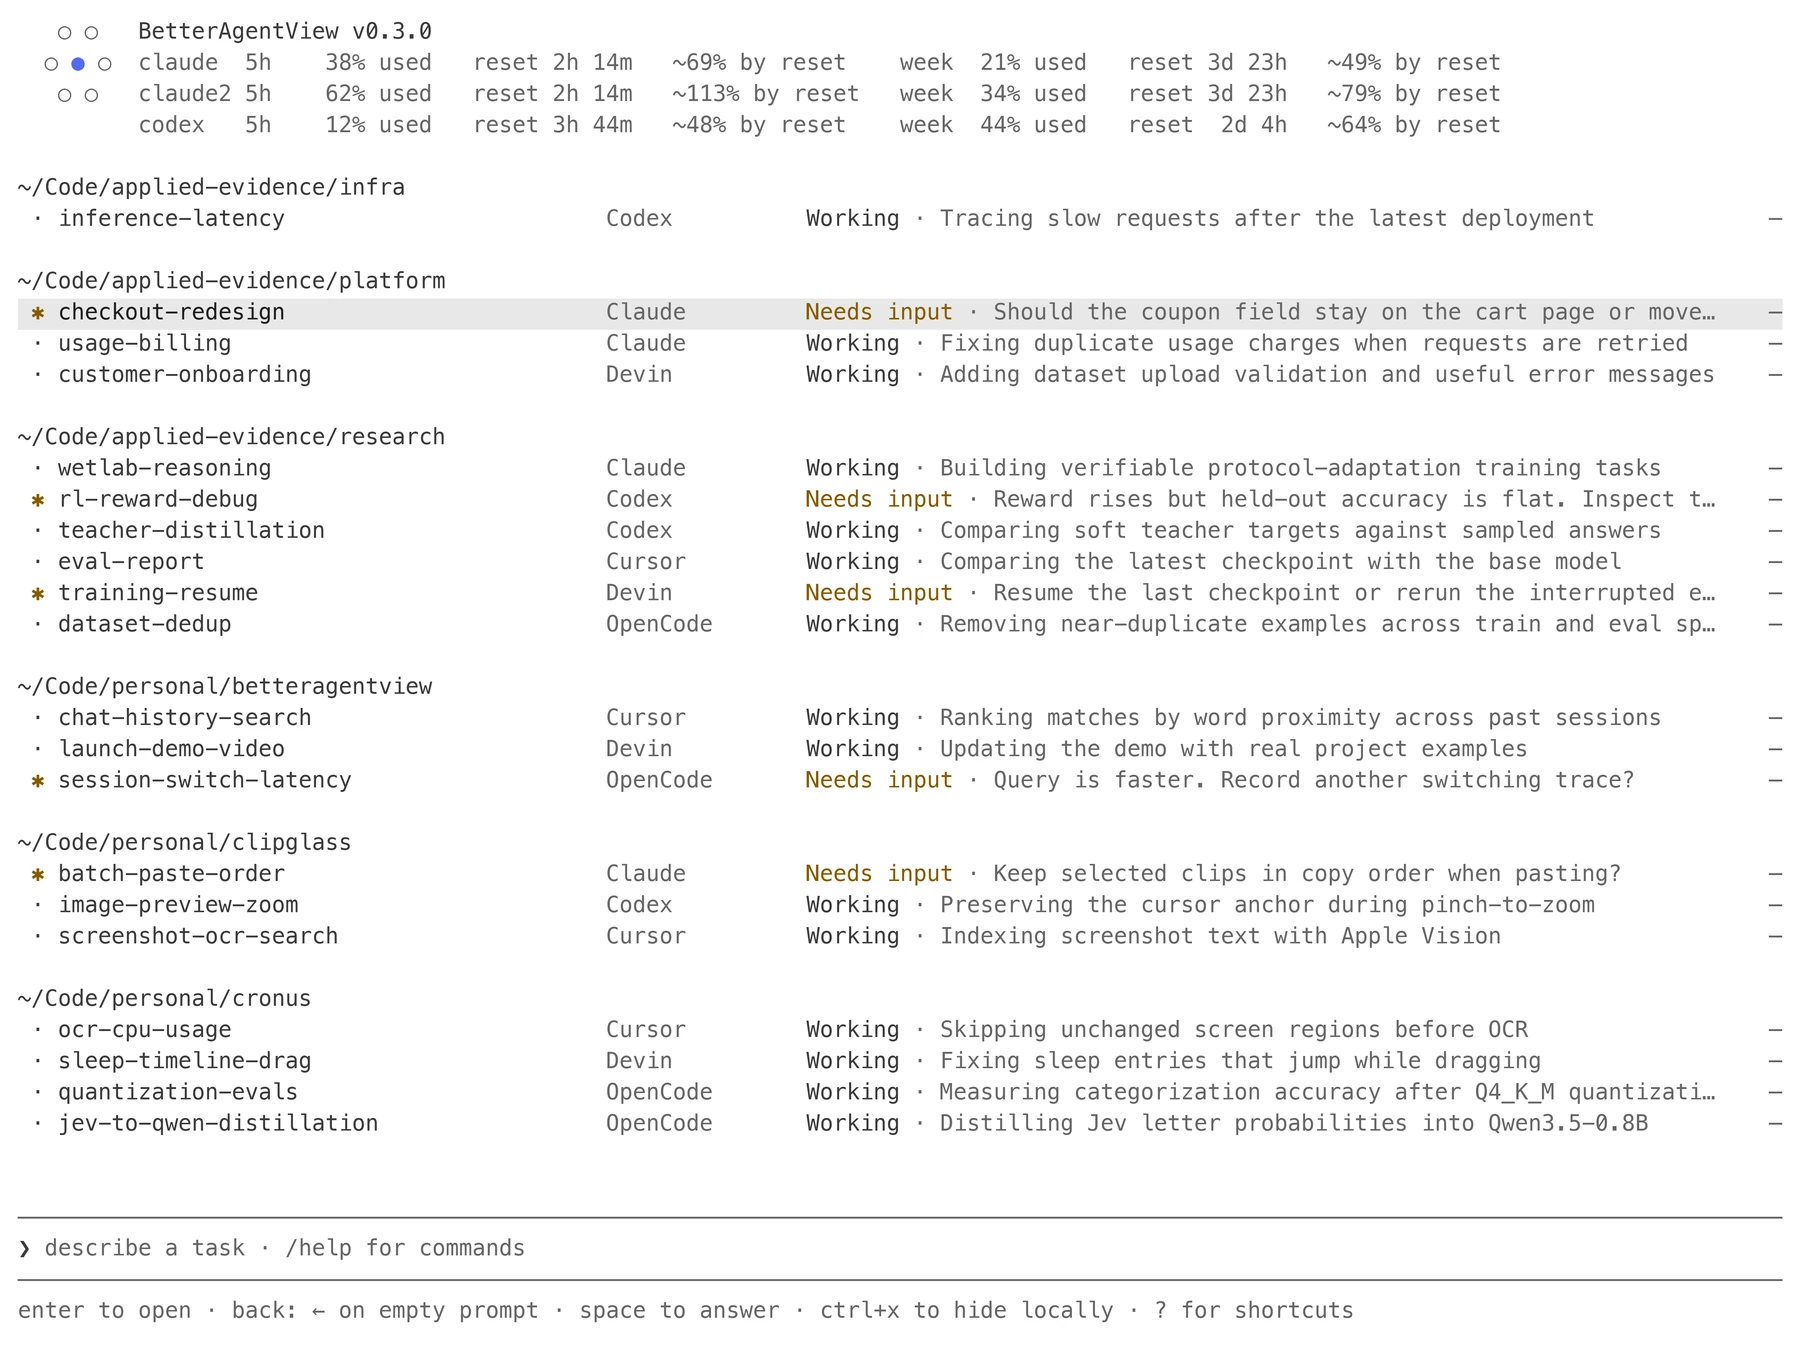 BetterAgentView v0.3.0
claude 5h 38% used reset 2h 14m ~69% by reset week 21% used reset 3d 23h ~49% by reset
claude2 5h 62% used reset 2h 14m ~113% by reset week 34% used reset 3d 23h ~79% by reset
codex 5h 12% used reset 3h 44m ~48% by reset week 44% used reset 2d 4h ~64% by reset
~/Code/applied-evidence/infra
· inference-latency Codex Working · Tracing slow requests after the latest deployment —
~/Code/applied-evidence/platform
✱ checkout-redesign Claude Needs input · Should the coupon field stay on the cart page or move… —
· usage-billing Claude Working · Fixing duplicate usage charges when requests are retried —
· customer-onboarding Devin Working · Adding dataset upload validation and useful error messages —
~/Code/applied-evidence/research
· wetlab-reasoning Claude Working · Building verifiable protocol-adaptation training tasks —
✱ rl-reward-debug Codex Needs input · Reward rises but held-out accuracy is flat. Inspect t… —
· teacher-distillation Codex Working · Comparing soft teacher targets against sampled answers —
· eval-report Cursor Working · Comparing the latest checkpoint with the base model —
✱ training-resume Devin Needs input · Resume the last checkpoint or rerun the interrupted e… —
· dataset-dedup OpenCode Working · Removing near-duplicate examples across train and eval sp… —
~/Code/personal/betteragentview
· chat-history-search Cursor Working · Ranking matches by word proximity across past sessions —
· launch-demo-video Devin Working · Updating the demo with real project examples —
✱ session-switch-latency OpenCode Needs input · Query is faster. Record another switching trace? —
~/Code/personal/clipglass
✱ batch-paste-order Claude Needs input · Keep selected clips in copy order when pasting? —
· image-preview-zoom Codex Working · Preserving the cursor anchor during pinch-to-zoom —
· screenshot-ocr-search Cursor Working · Indexing screenshot text with Apple Vision —
~/Code/personal/cronus
· ocr-cpu-usage Cursor Working · Skipping unchanged screen regions before OCR —
· sleep-timeline-drag Devin Working · Fixing sleep entries that jump while dragging —
· quantization-evals OpenCode Working · Measuring categorization accuracy after Q4_K_M quantizati… —
· jev-to-qwen-distillation OpenCode Working · Distilling Jev letter probabilities into Qwen3.5-0.8B —
❯ describe a task · /help for commands
enter to open · back: ← on empty prompt · space to answer · ctrl+x to hide locally · ? for shortcuts